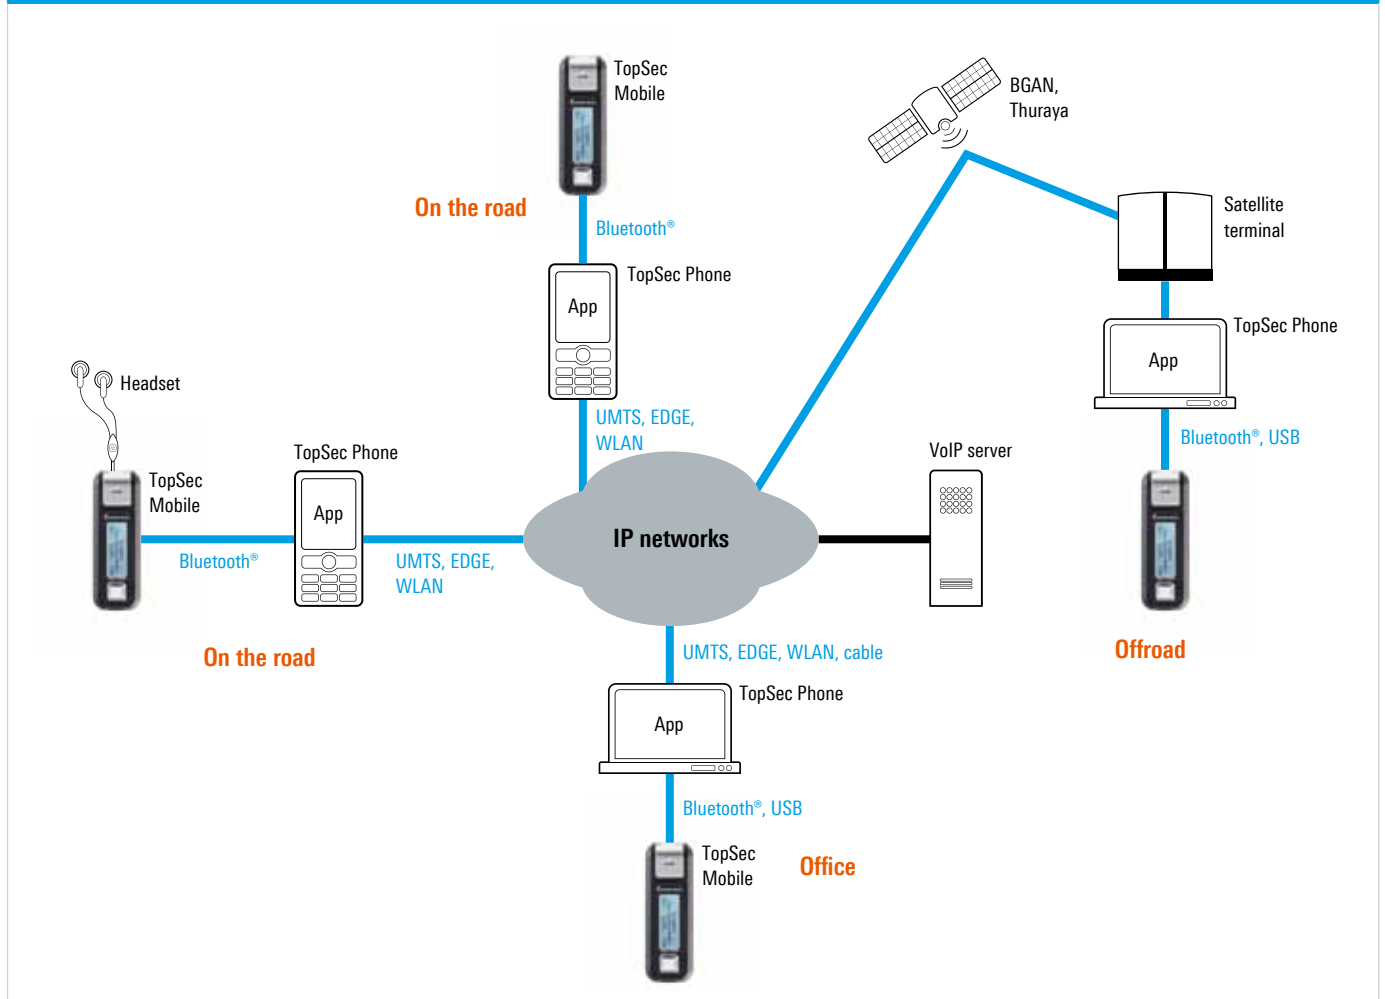 TopSec
Mobile
BGAN,
Thuraya
On the road
Bluetooth®
Satellite
terminal
TopSec Phone
App
TopSec Phone
App
Headset
UMTS, EDGE,
WLAN
Bluetooth®, USB
TopSec Phone
VoIP server
TopSec
Mobile
App
IP networks
Bluetooth®
UMTS, EDGE,
WLAN
On the road
UMTS, EDGE, WLAN, cable
Offroad
TopSec Phone
App
Bluetooth®, USB
TopSec
Mobile
Office